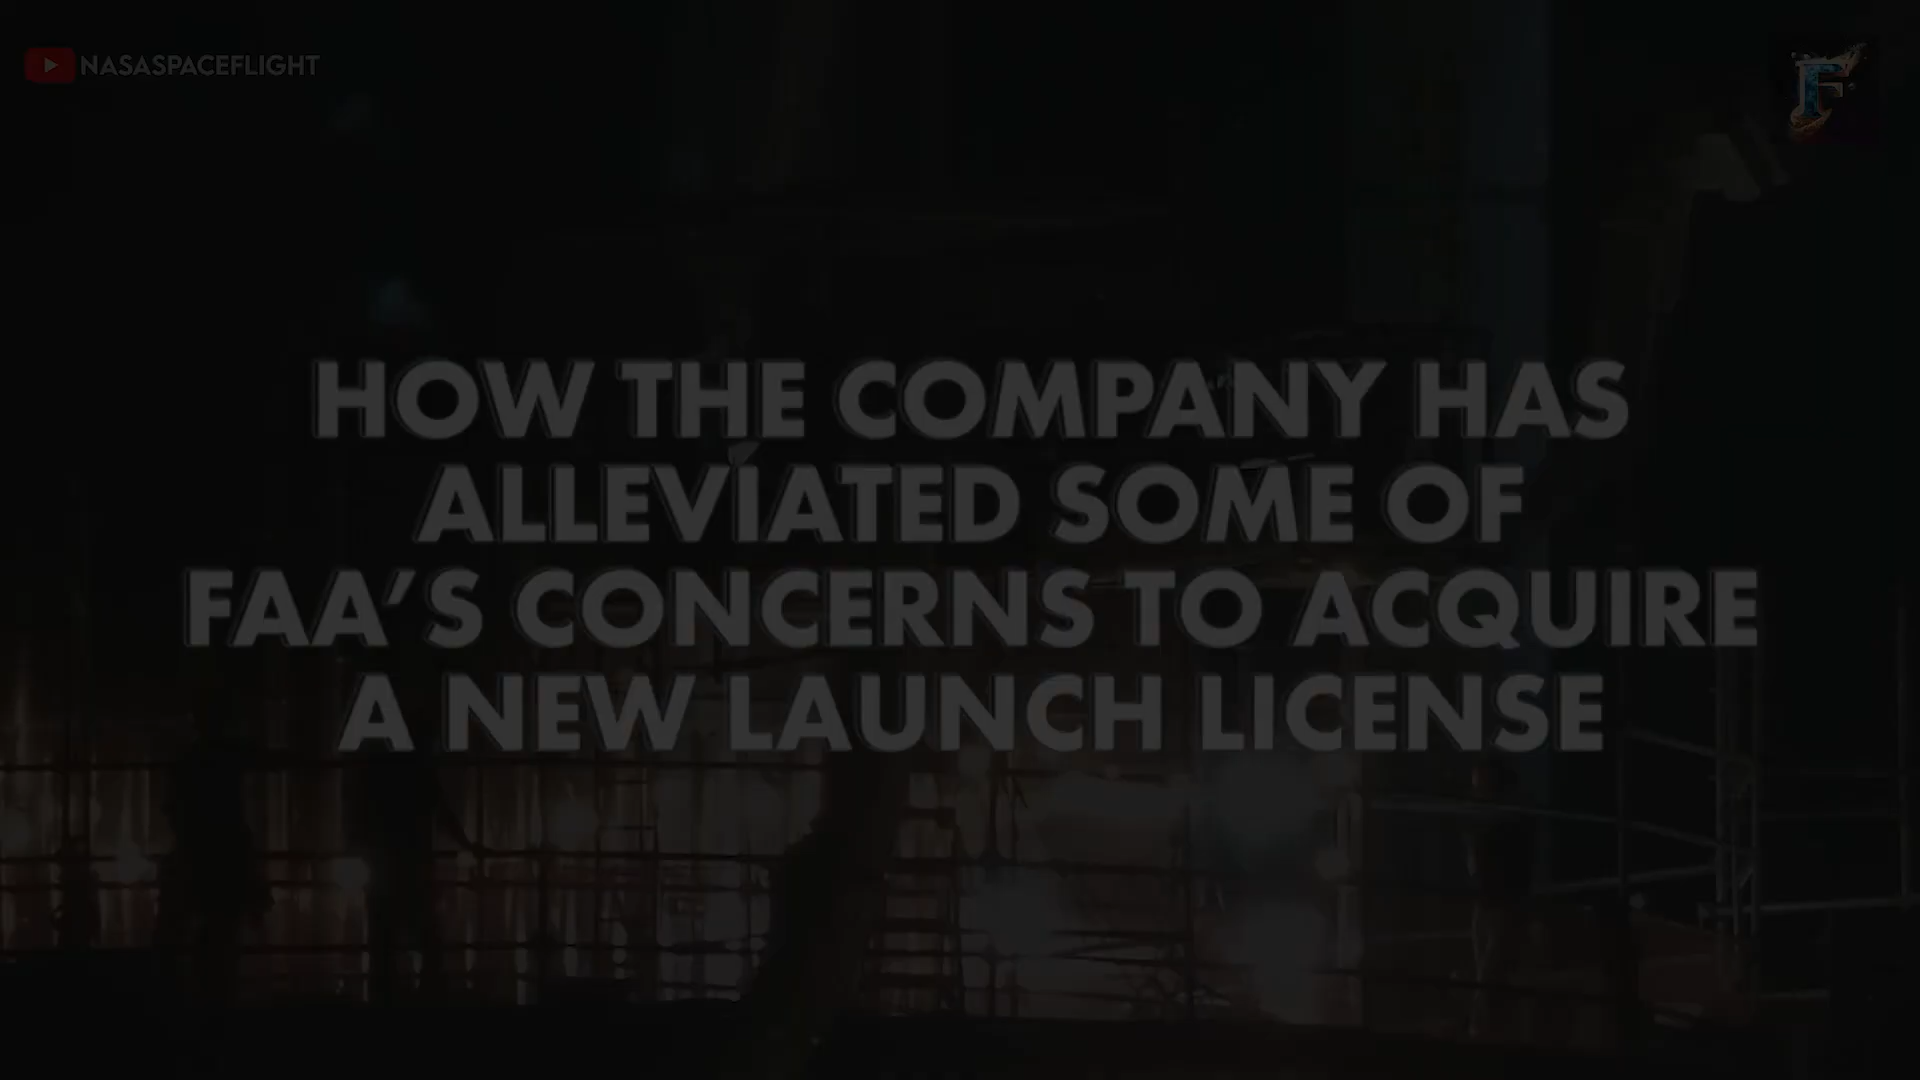 NASASPACEFLIGHT
F
HOW THE COMPANY HAS
ALLEVIATED SOME OF
FAA’S CONCERNS TO ACQUIRE
A NEW LAUNCH LICENSE